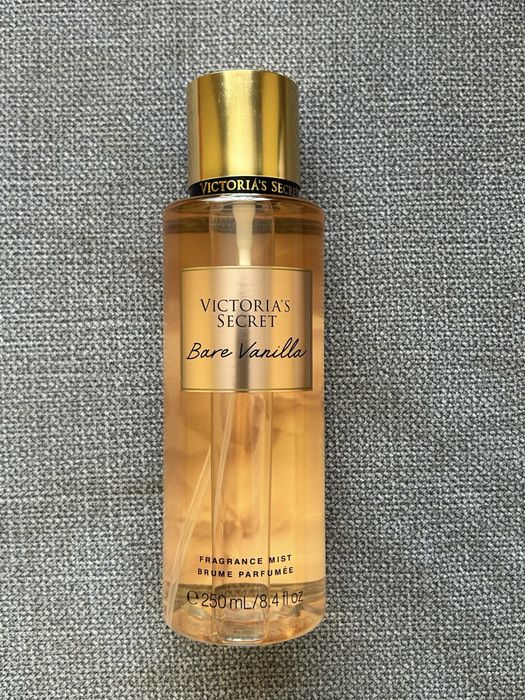 VICTORIA'S SECRET
VICTORIA'S
SECRET
Bare Vanilla
FRAGRANCE MIST
BRUME PARFUMÉE
℮ 250 mL/8.4 fl oz